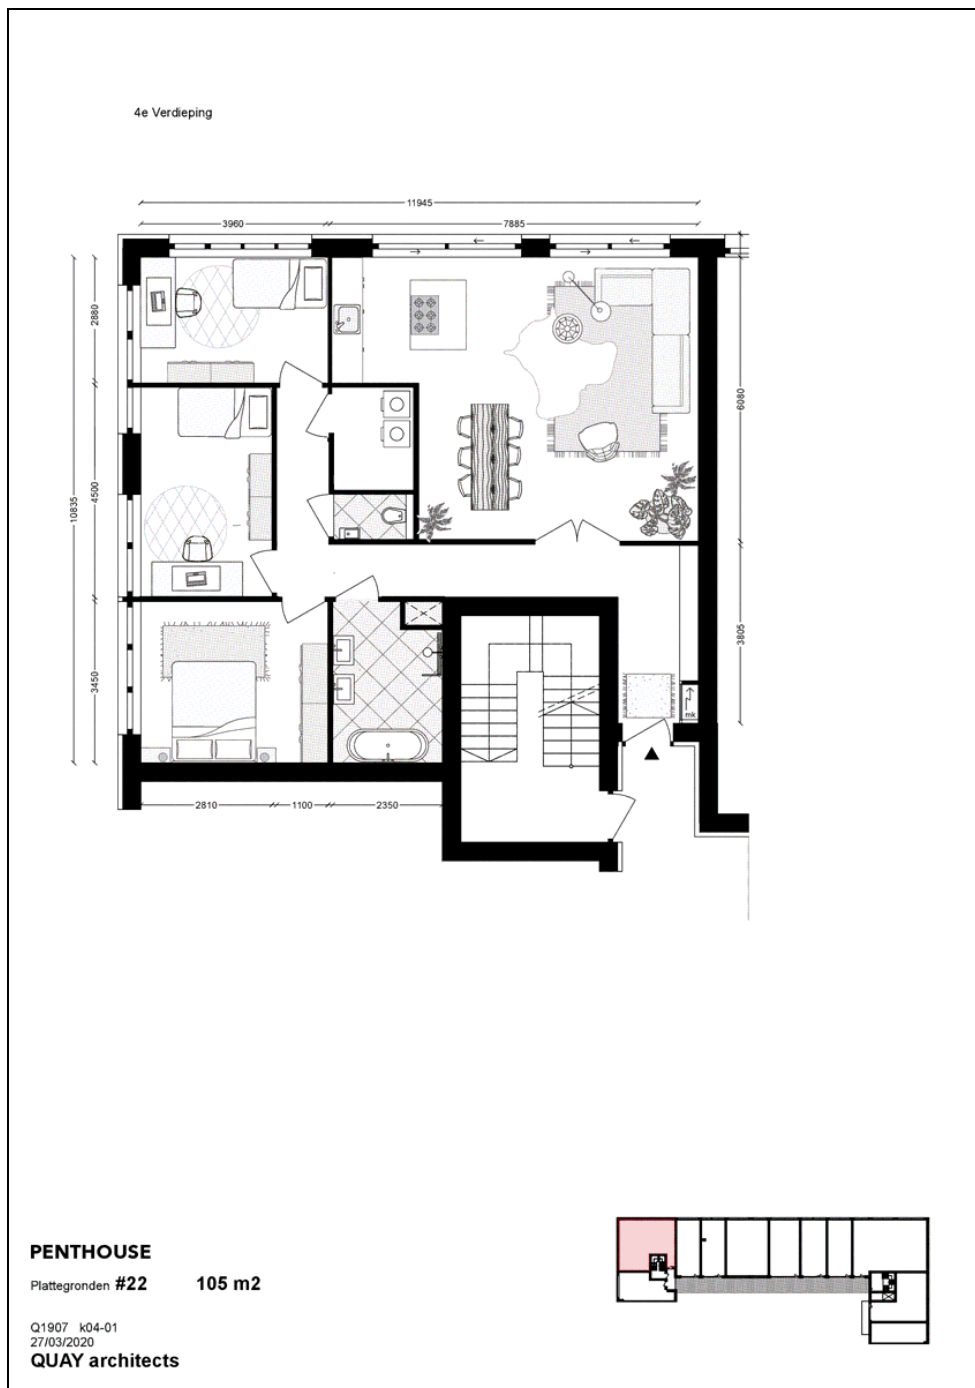 4e Verdieping
11945
3960
7885
2880
4500
10835
3450
6080
3805
mk
2810
1100
2350
PENTHOUSE
Plattegronden #22 105 m2
Q1907 k04-01
27/03/2020
QUAY architects